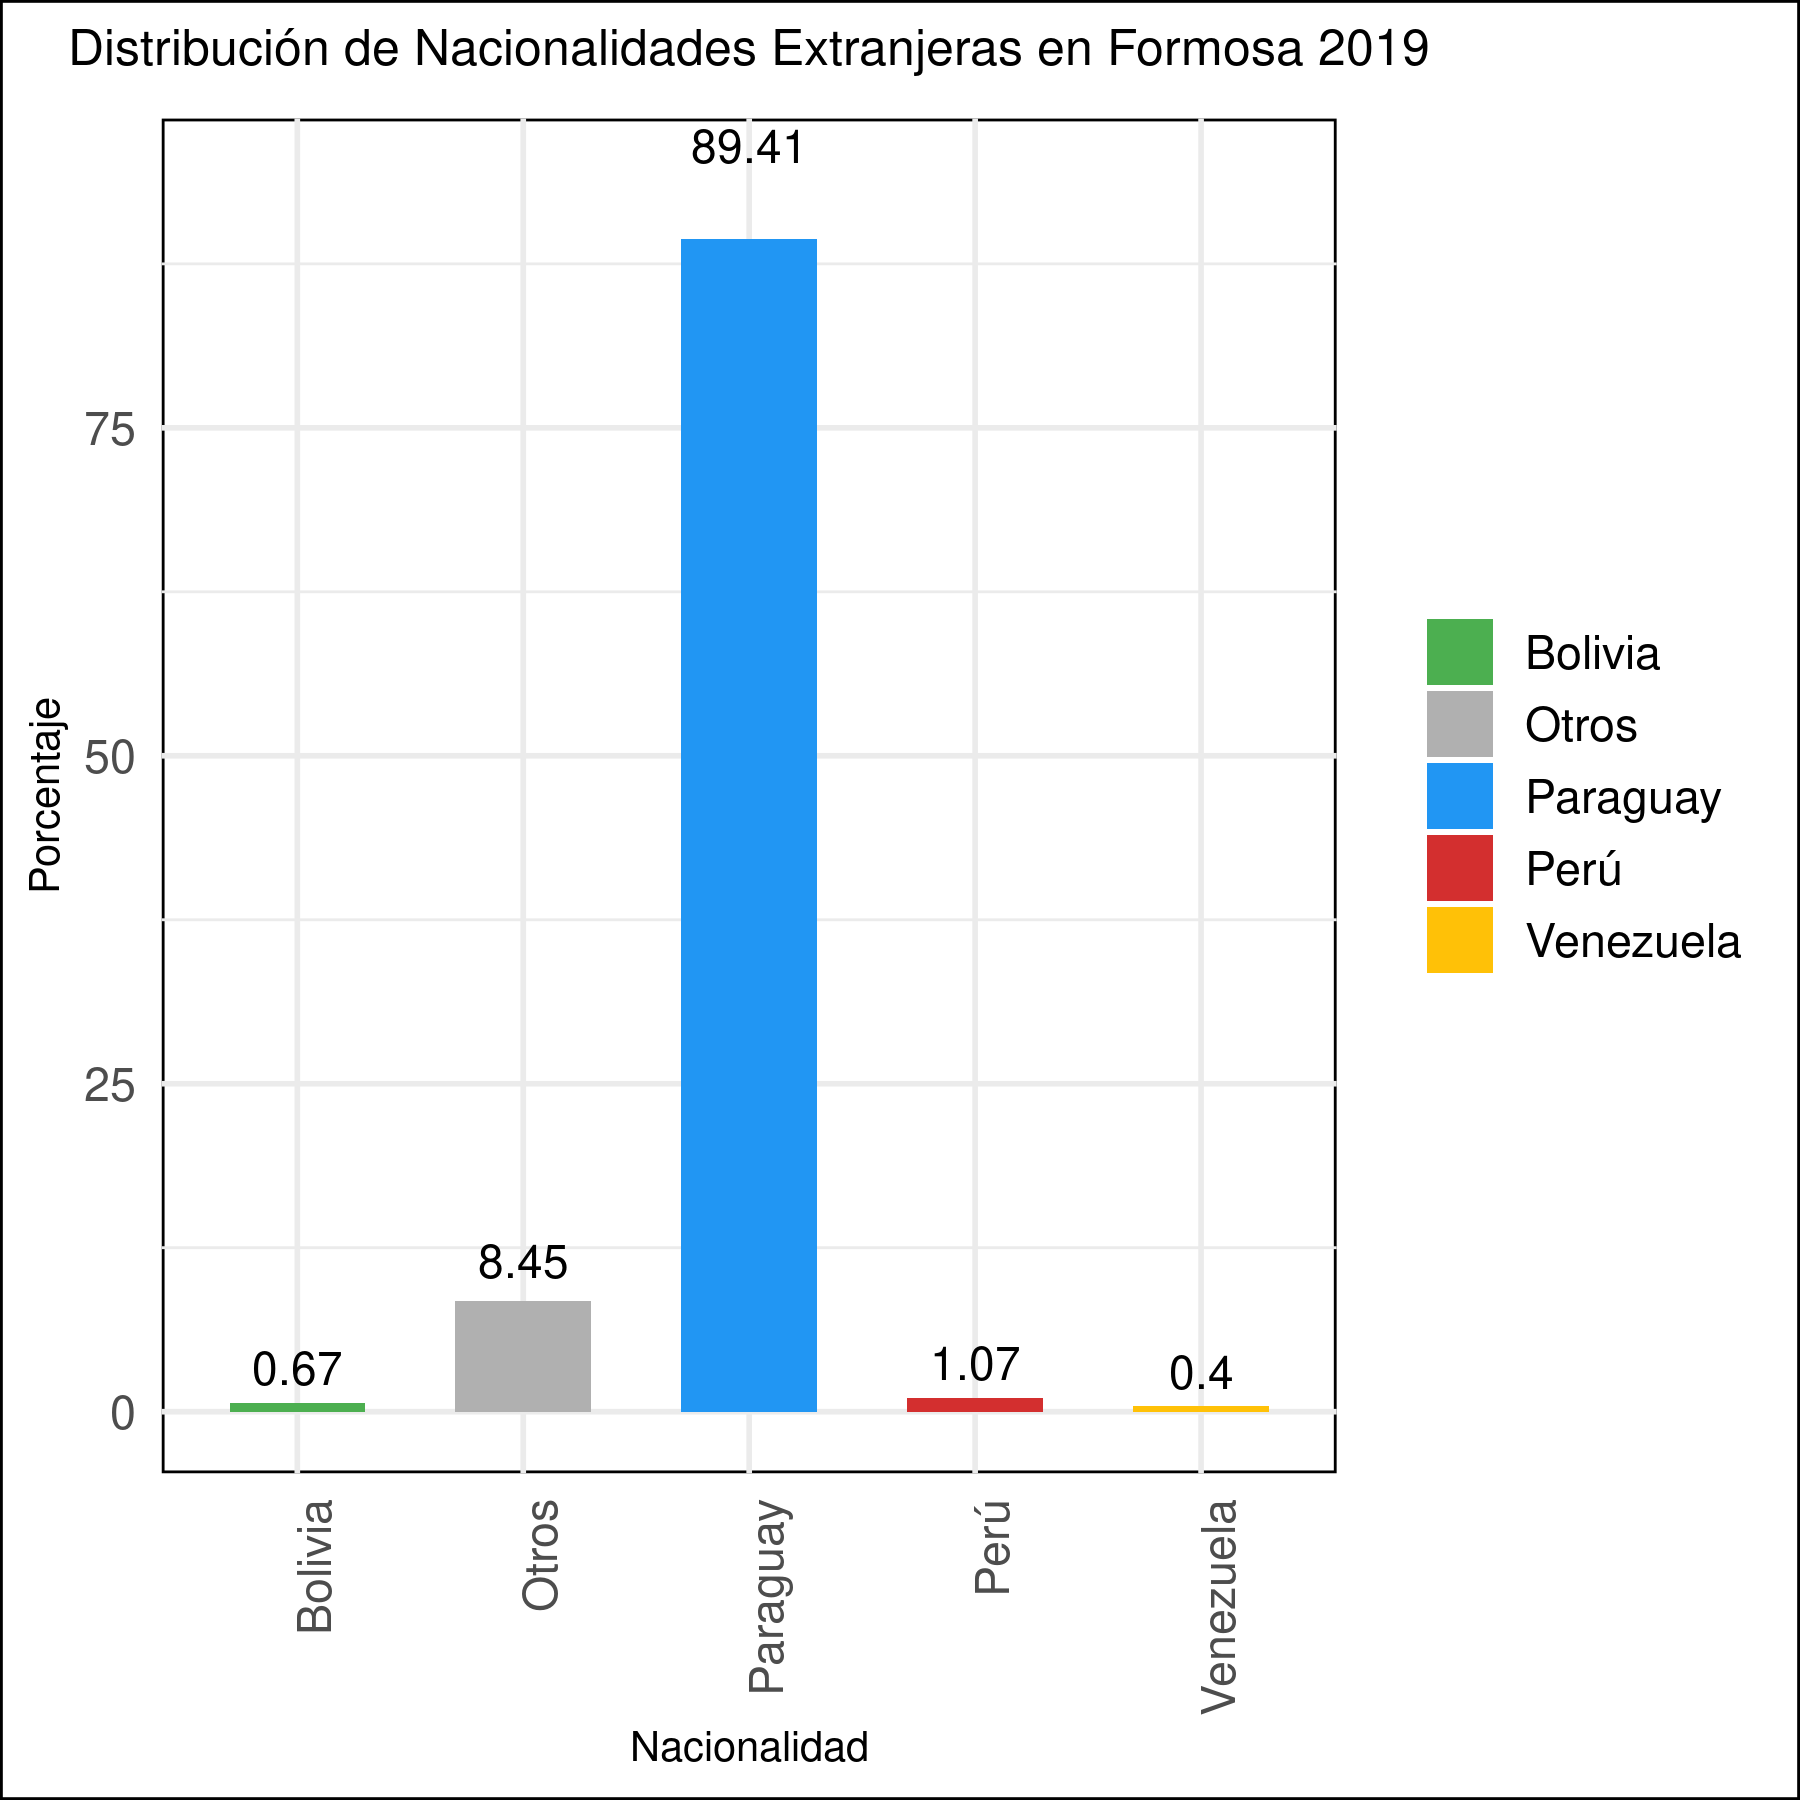 Distribución de Nacionalidades Extranjeras en Formosa 2019
89.41
75
50
25
0
Porcentaje
8.45
0.67
1.07
0.4
Bolivia
Otros
Paraguay
Perú
Venezuela
Nacionalidad
Bolivia
Otros
Paraguay
Perú
Venezuela